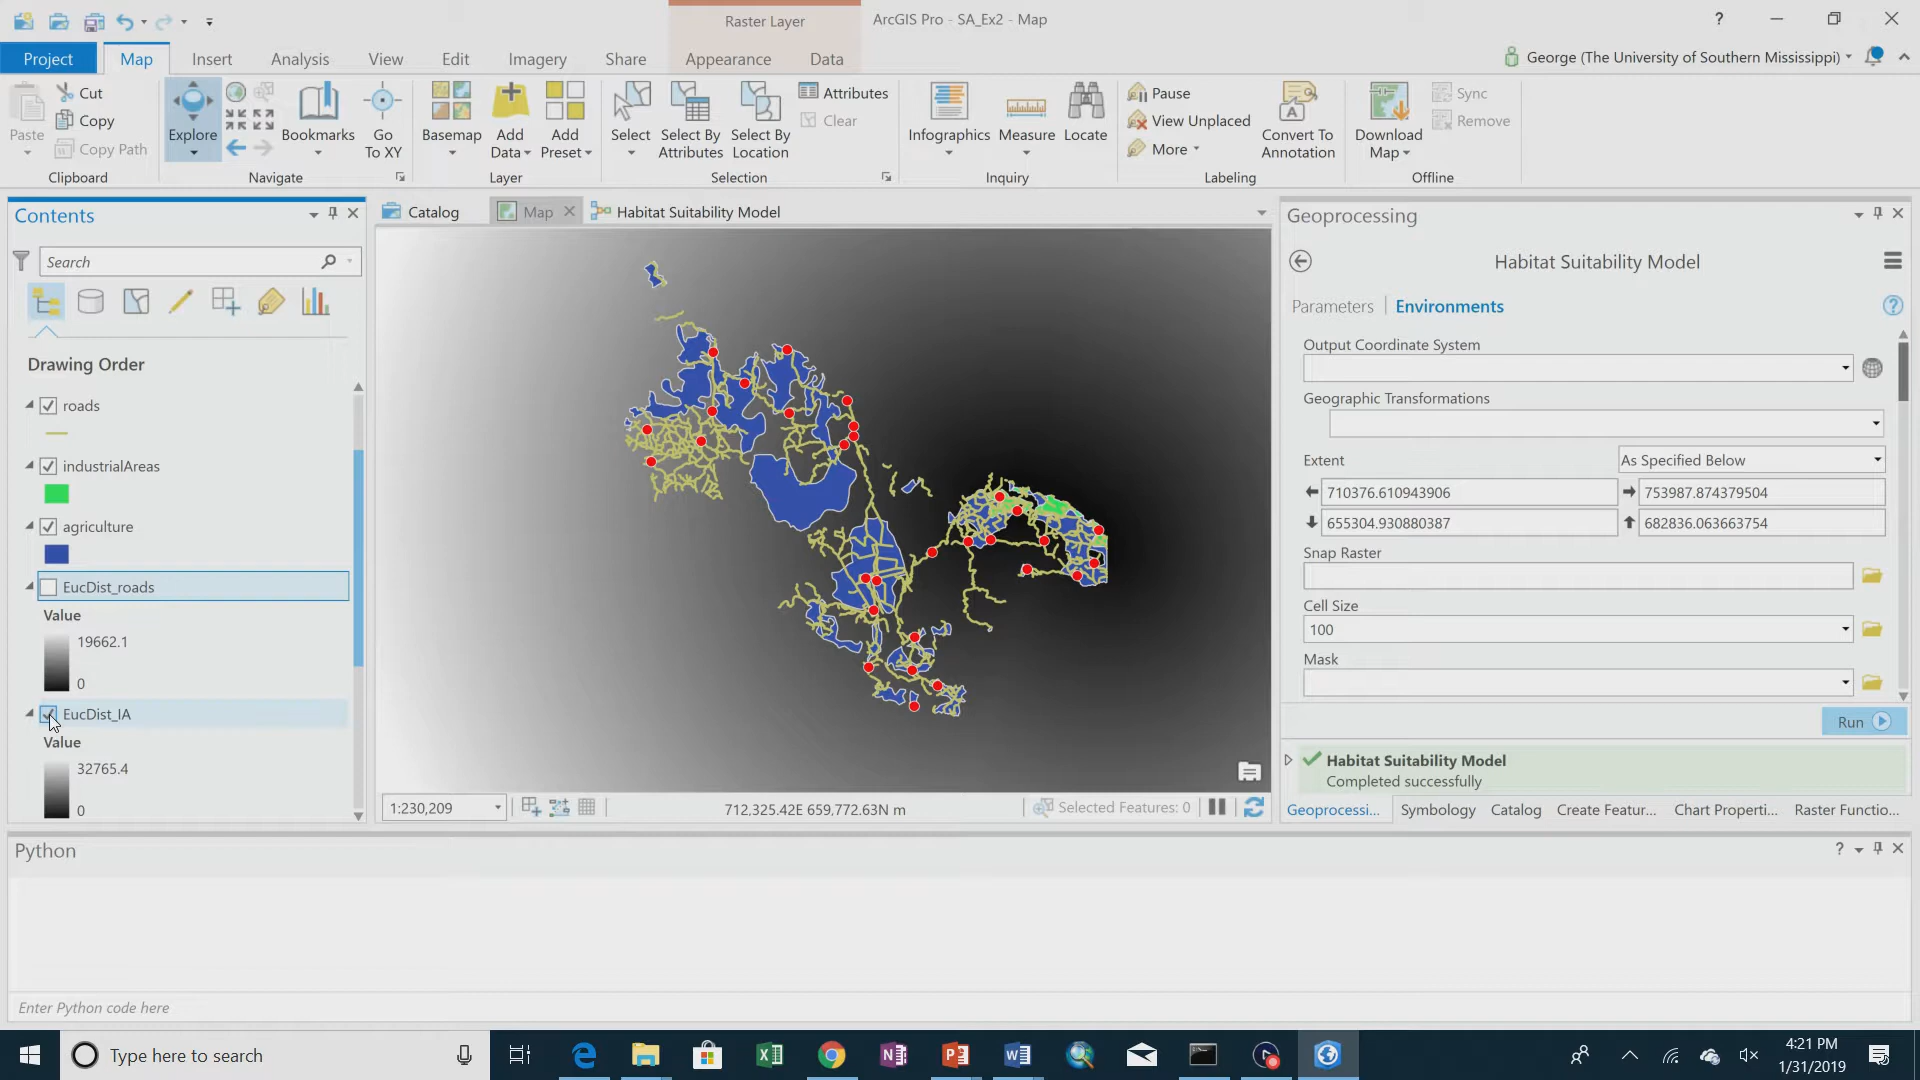 Raster Layer
ArcGIS Pro - SA_Ex2 - Map
?
Project
Map
Insert
Analysis
View
Edit
Imagery
Share
Appearance
Data
George (The University of Southern Mississippi)
Paste
Cut
Copy
Copy Path
Clipboard
Explore
Bookmarks
Go
To XY
Navigate
Basemap
Add
Data
Add
Preset
Layer
Select
Select By
Attributes
Select By
Location
Attributes
Clear
Selection
Infographics
Measure
Locate
Inquiry
Pause
View Unplaced
More
Convert To
Annotation
Labeling
Download
Map
Sync
Remove
Offline
Contents
Search
Drawing Order
roads
industrialAreas
agriculture
EucDist_roads
Value
19662.1
0
EucDist_IA
Value
32765.4
0
Catalog
Map
Habitat Suitability Model
1:230,209
712,325.42E 659,772.63N m
Selected Features: 0
Geoprocessing
Habitat Suitability Model
Parameters
Environments
?
Output Coordinate System
Geographic Transformations
Extent
As Specified Below
710376.610943906
753987.874379504
655304.930880387
682836.063663754
Snap Raster
Cell Size
100
Mask
Run
Habitat Suitability Model
Completed successfully
Geoprocessi...
Symbology
Catalog
Create Featur...
Chart Properti...
Raster Functio...
Python
?
Enter Python code here
Type here to search
4:21 PM
1/31/2019